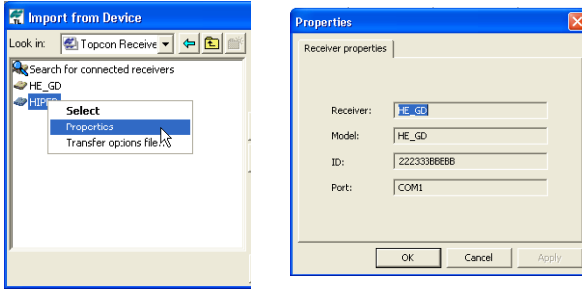 Import from Device
Look in: Topcon Receive
Search for connected receivers
HE_GD
HIPER
Select
Properties
Transfer options file
Properties
Receiver properties
Receiver: HE_GD
Model: HE_GD
ID: 222333BBEBB
Port: COM1
OK Cancel Apply